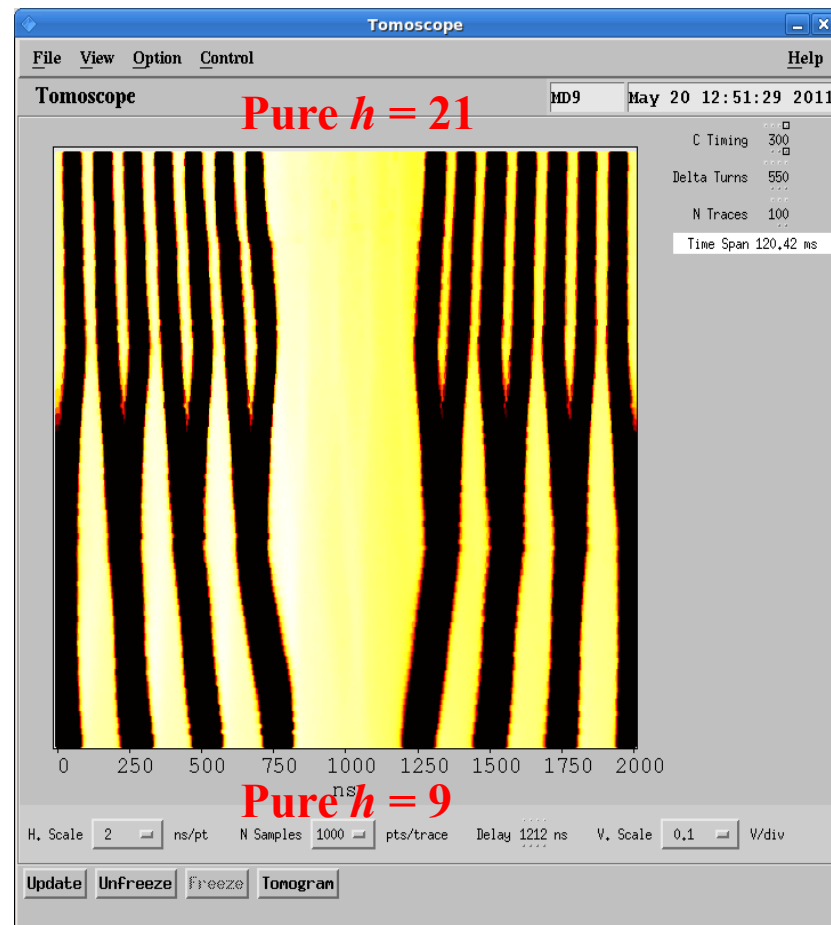 Tomoscope
File View Option Control Help
Tomoscope MD9 May 20 12:51:29 2011
Pure h = 21
C Timing 300
Delta Turns 550
N Traces 100
Time Span 120.42 ms
0 250 500 750 1000 1250 1500 1750 2000
ns
Pure h = 9
H. Scale 2 ns/pt N Samples 1000 pts/trace Delay 1212 ns V. Scale 0.1 V/div
Update Unfreeze Freeze Tomogram